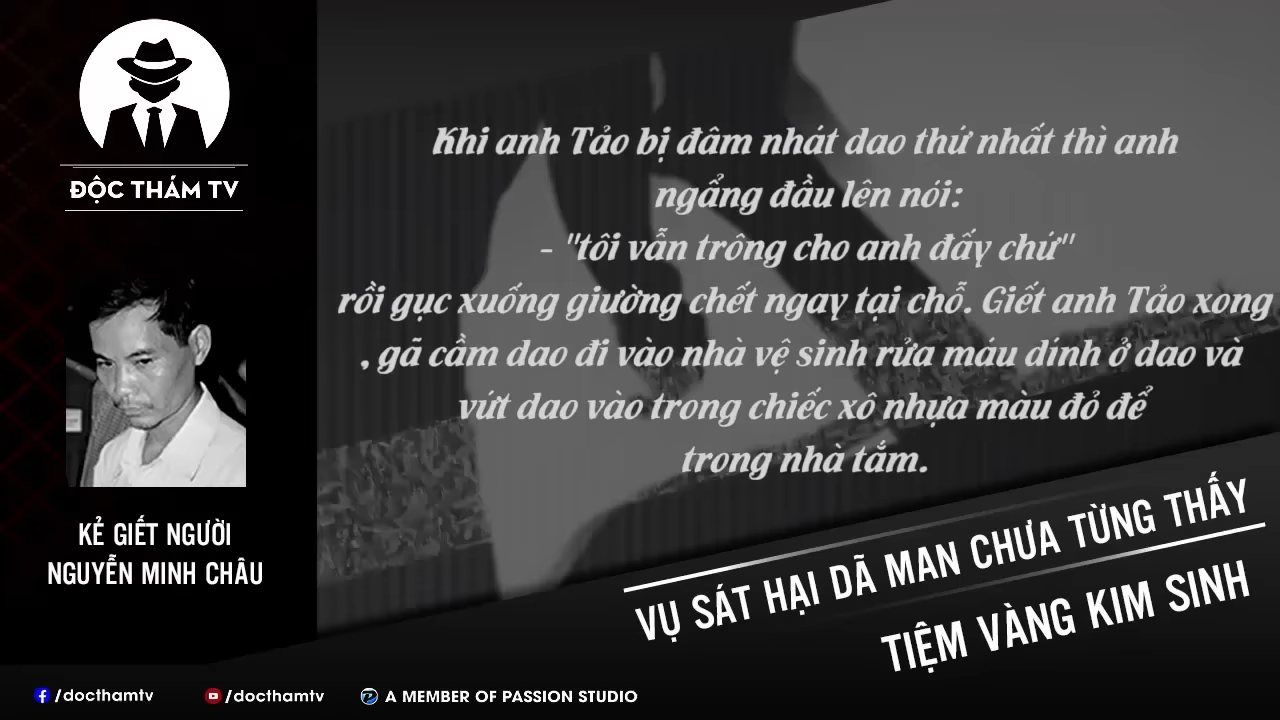 ĐỘC THÁM TV
KẺ GIẾT NGƯỜI
NGUYỄN MINH CHÂU
Khi anh Tảo bị đâm nhát dao thứ nhất thì anh
ngẩng đầu lên nói:
- "tôi vẫn trông cho anh đấy chứ"
rồi gục xuống giường chết ngay tại chỗ. Giết anh Tảo xong
, gã cầm dao đi vào nhà vệ sinh rửa máu dính ở dao và
vứt dao vào trong chiếc xô nhựa màu đỏ để
trong nhà tắm.
VỤ SÁT HẠI DÃ MAN CHƯA TỪNG THẤY
TIỆM VÀNG KIM SINH
/docthamtv
/docthamtv
A MEMBER OF PASSION STUDIO